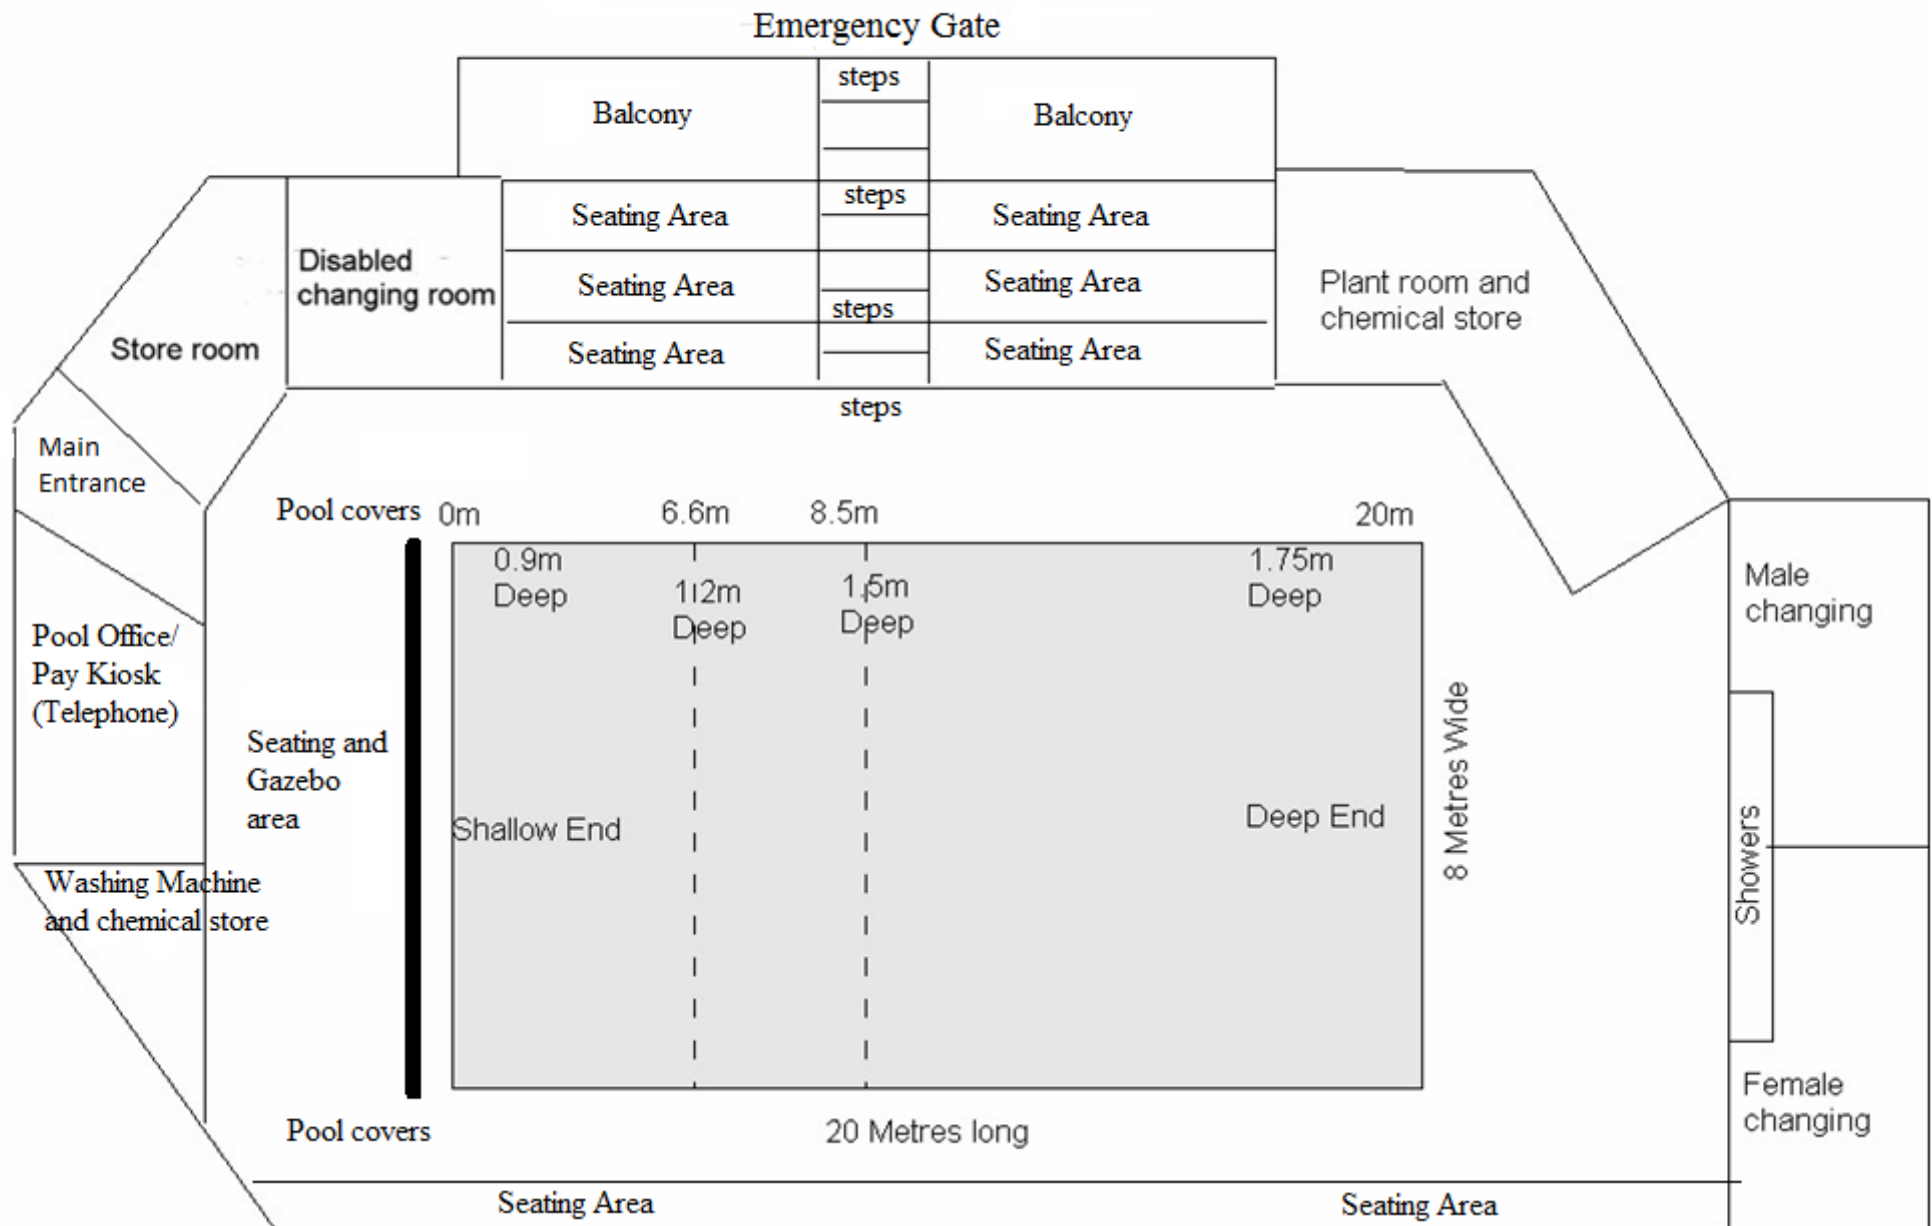 Emergency Gate
steps
Balcony
Balcony
steps
Seating Area
Seating Area
Disabled
changing room
Seating Area
Seating Area
Plant room and
chemical store
steps
Store room
Seating Area
Seating Area
steps
Main
Entrance
Pool covers
0m
6.6m
8.5m
20m
0.9m
Deep
1.2m
Deep
1.5m
Deep
1.75m
Deep
Male
changing
Pool Office/
Pay Kiosk
(Telephone)
Seating and
Gazebo
area
8 Metres Wide
Shallow End
Deep End
Showers
Washing Machine
and chemical store
Female
changing
Pool covers
20 Metres long
Seating Area
Seating Area